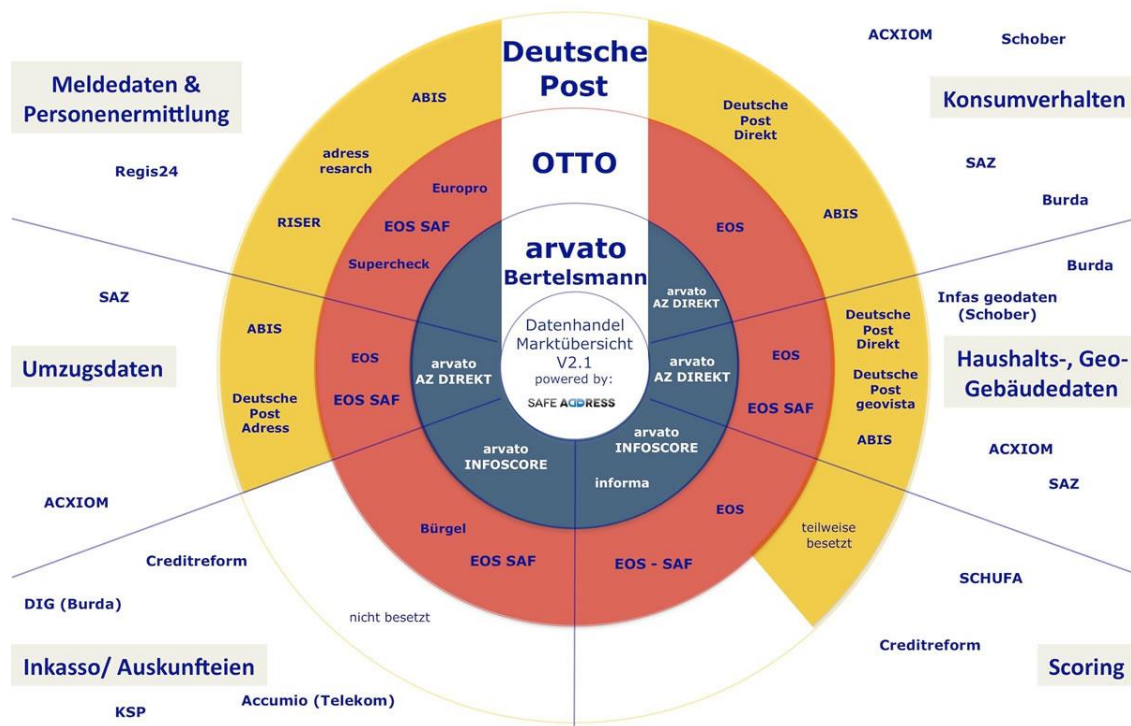 Deutsche
Post
OTTO
arvato
Bertelsmann
Datenhandel
Marktübersicht
V2.1
powered by:
SAFE ADDRESS
Meldedaten &
Personenermittlung
Regis24
ABIS
adress
resarch
RISER
Europro
EOS SAF
Supercheck
Konsumverhalten
ACXIOM
Schober
SAZ
Burda
Deutsche
Post
Direkt
ABIS
EOS
arvato
AZ DIREKT
Haushalts-, Geo-
Gebäudedaten
Burda
Infas geodaten
(Schober)
ACXIOM
SAZ
Deutsche
Post
Direkt
Deutsche
Post
geovista
ABIS
EOS
EOS SAF
arvato
AZ DIREKT
Scoring
SCHUFA
Creditreform
teilweise
besetzt
EOS
EOS - SAF
arvato
INFOSCORE
informa
Inkasso/ Auskunfteien
Creditreform
DIG (Burda)
KSP
Accumio (Telekom)
nicht besetzt
Bürgel
EOS SAF
arvato
INFOSCORE
Umzugsdaten
SAZ
ACXIOM
ABIS
Deutsche
Post
Adress
EOS
EOS SAF
arvato
AZ DIREKT